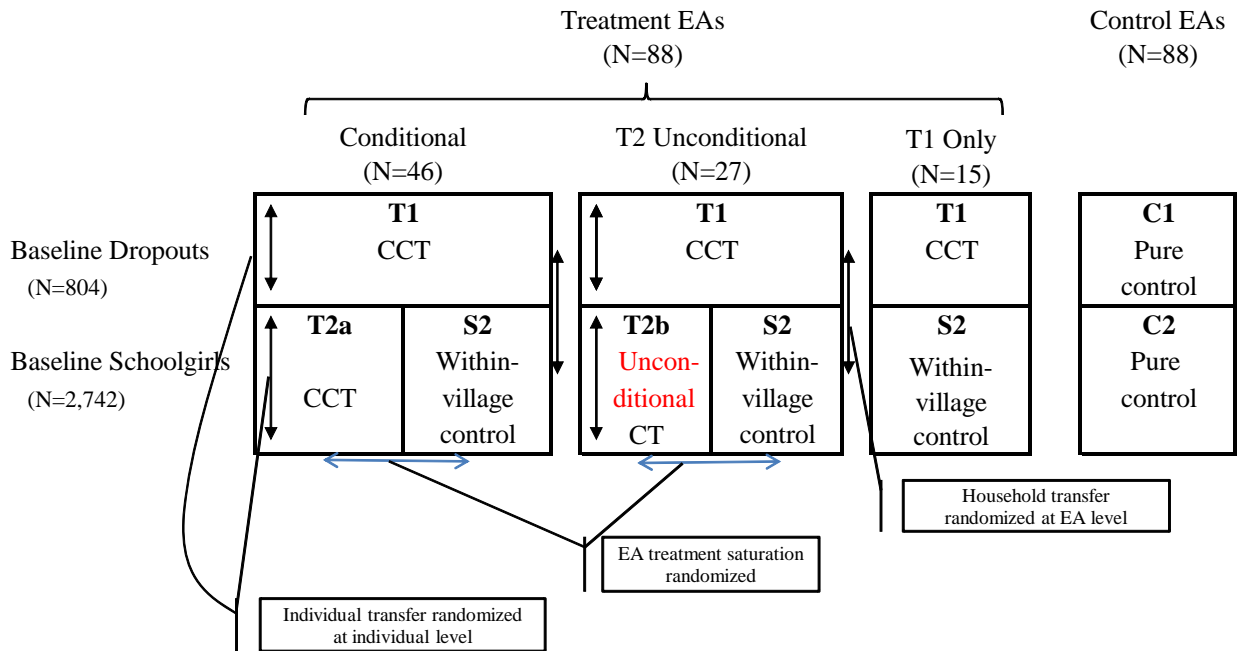 Treatment EAs
(N=88)
Control EAs
(N=88)
Conditional
(N=46)
T2 Unconditional
(N=27)
T1 Only
(N=15)
Baseline Dropouts
(N=804)
T1
CCT
T1
CCT
T1
CCT
C1
Pure
control
Baseline Schoolgirls
(N=2,742)
T2a
CCT
S2
Within-
village
control
T2b
Uncon-
ditional
CT
S2
Within-
village
control
S2
Within-
village
control
C2
Pure
control
Household transfer
randomized at EA level
EA treatment saturation
randomized
Individual transfer randomized
at individual level